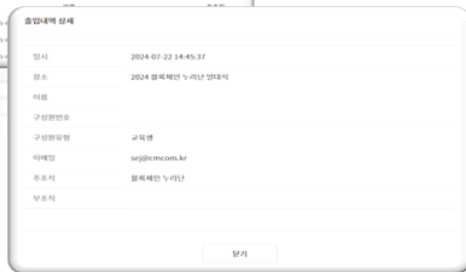 출입내역 상세
일시 2024-07-22 14:45:37
장소 2024 블록체인 누리단 발대식
이름
구성원번호
구성원유형 교육생
이메일 sej@cmcom.kr
주조직 블록체인 누리단
부조직
닫기